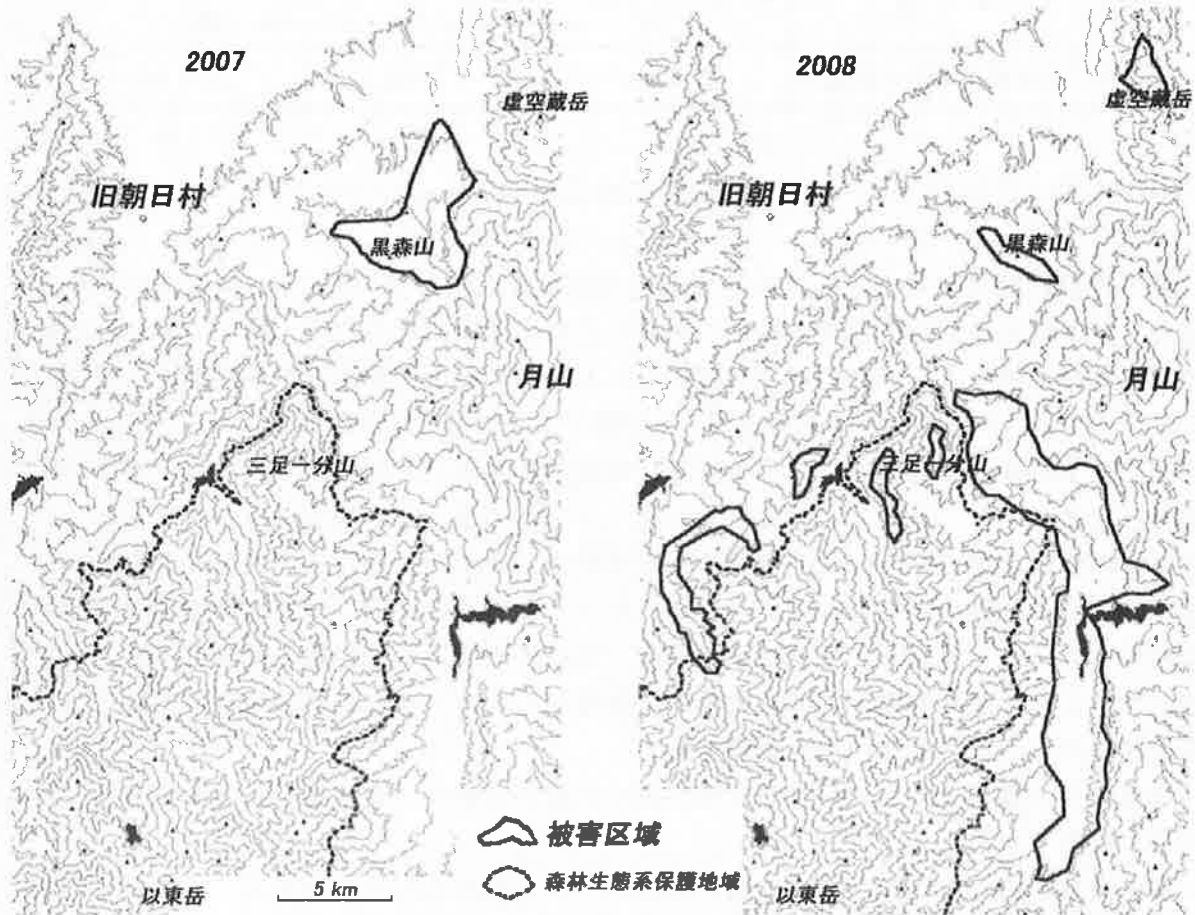 2007
虚空蔵岳
旧朝日村
黒森山
月山
三足一分山
以東岳
5 km
2008
虚空蔵岳
旧朝日村
黒森山
月山
三足一分山
以東岳
被害区域
森林生態系保護地域